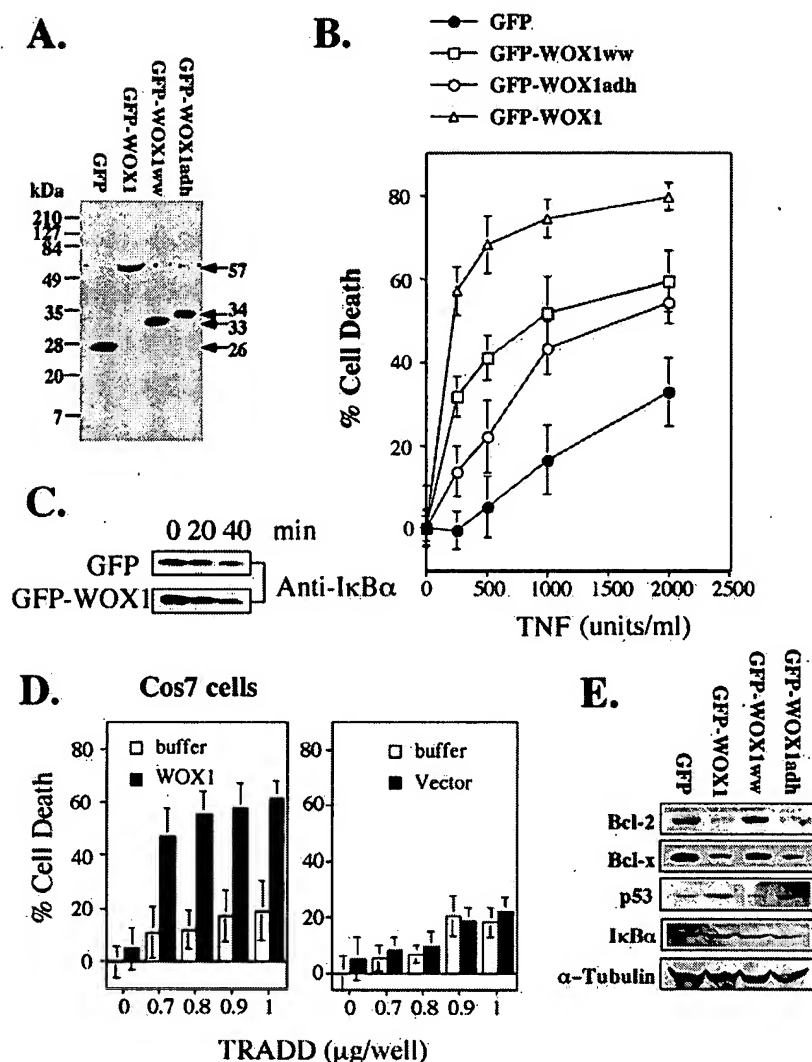 A.
GFP
GFP-WOX1
GFP-WOX1ww
GFP-WOX1adh
kDa
210
127
84
49
35
28
20
7
57
34
33
26
B.
GFP
GFP-WOX1ww
GFP-WOX1adh
GFP-WOX1
% Cell Death
80
60
40
20
0
0
500
1000
1500
2000
2500
TNF (units/ml)
C.
0 20 40 min
GFP
GFP-WOX1
Anti-IκBα
D.
Cos7 cells
% Cell Death
80
60
40
20
0
buffer
WOX1
0 0.7 0.8 0.9 1
80
60
40
20
0
buffer
Vector
0 0.7 0.8 0.9 1
TRADD (μg/well)
E.
GFP
GFP-WOX1
GFP-WOX1ww
GFP-WOX1adh
Bcl-2
Bcl-x
p53
IκBα
α-Tubulin